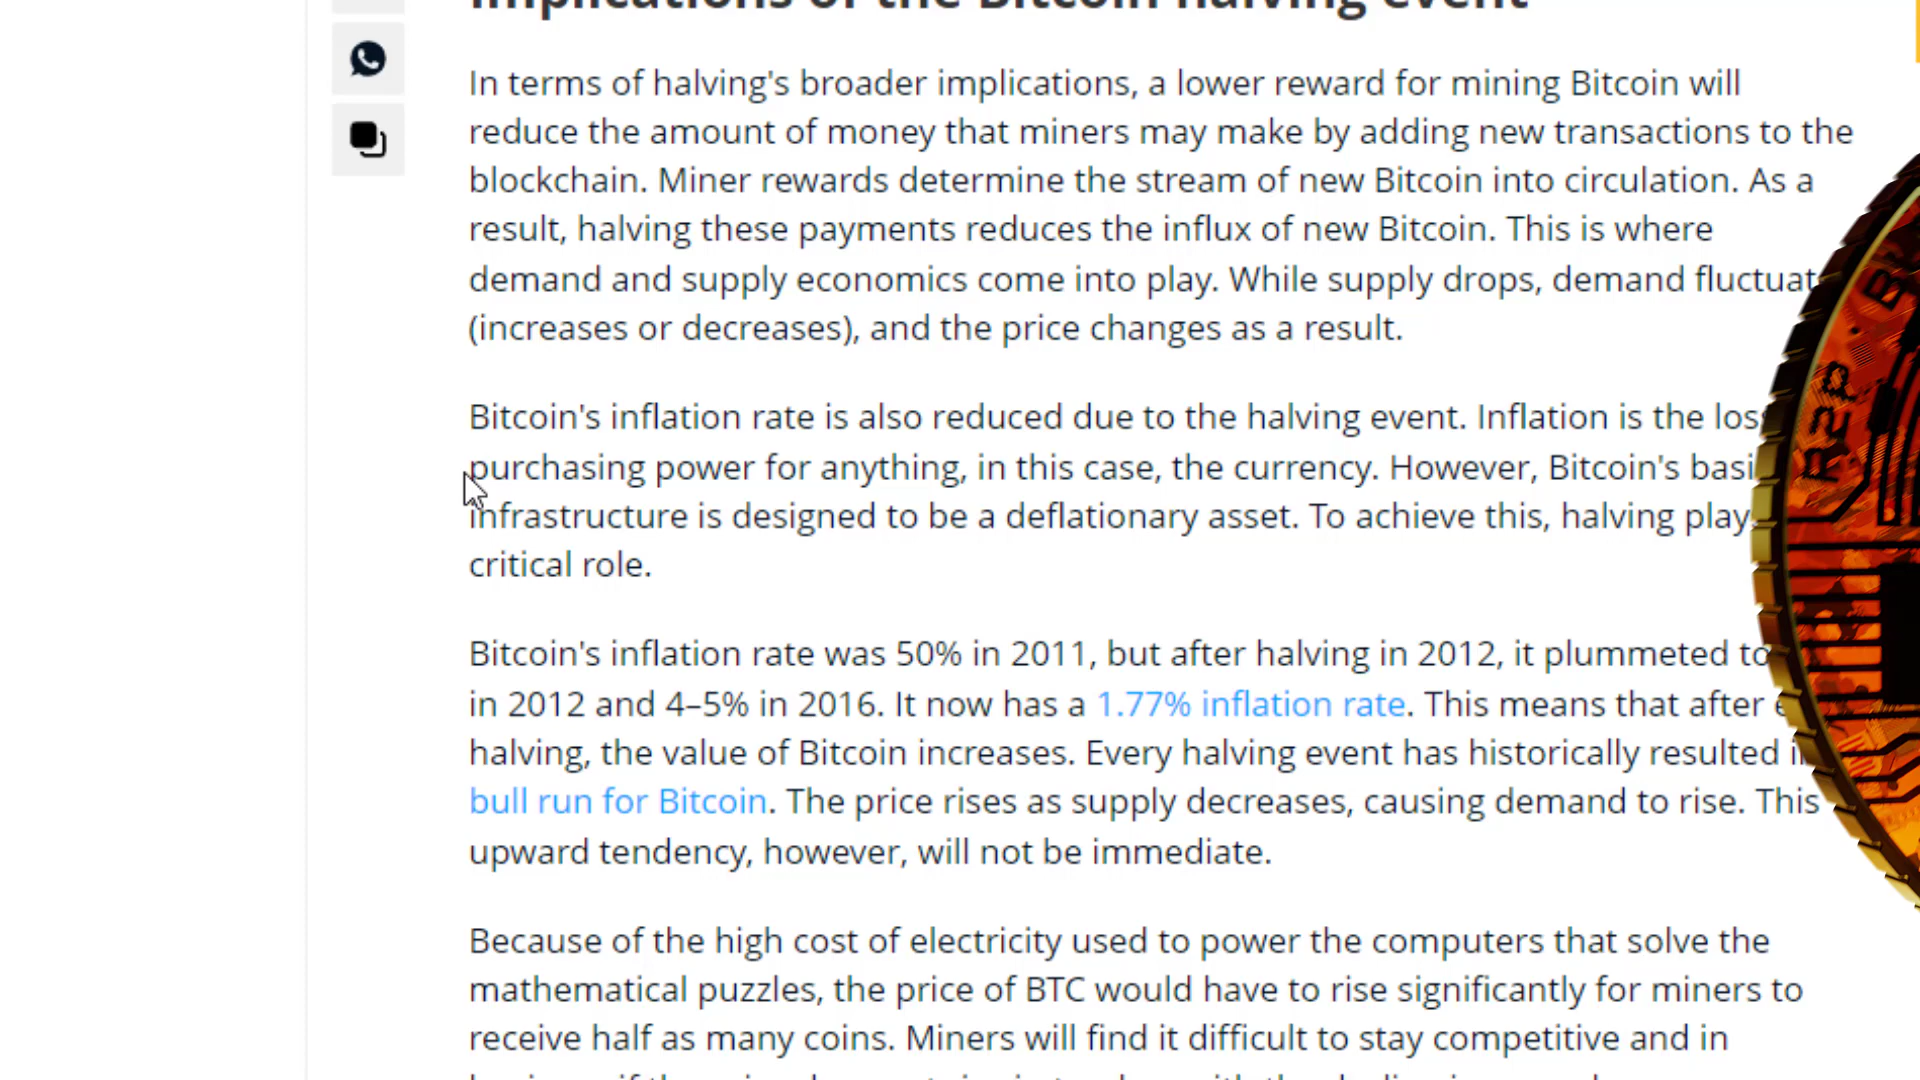 Implications of the Bitcoin halving event
In terms of halving's broader implications, a lower reward for mining Bitcoin will
reduce the amount of money that miners may make by adding new transactions to the
blockchain. Miner rewards determine the stream of new Bitcoin into circulation. As a
result, halving these payments reduces the influx of new Bitcoin. This is where
demand and supply economics come into play. While supply drops, demand fluctuat
(increases or decreases), and the price changes as a result.
Bitcoin's inflation rate is also reduced due to the halving event. Inflation is the los
purchasing power for anything, in this case, the currency. However, Bitcoin's basi
infrastructure is designed to be a deflationary asset. To achieve this, halving play
critical role.
Bitcoin's inflation rate was 50% in 2011, but after halving in 2012, it plummeted to
in 2012 and 4–5% in 2016. It now has a 1.77% inflation rate. This means that after
halving, the value of Bitcoin increases. Every halving event has historically resulted i
bull run for Bitcoin. The price rises as supply decreases, causing demand to rise. This
upward tendency, however, will not be immediate.
Because of the high cost of electricity used to power the computers that solve the
mathematical puzzles, the price of BTC would have to rise significantly for miners to
receive half as many coins. Miners will find it difficult to stay competitive and in